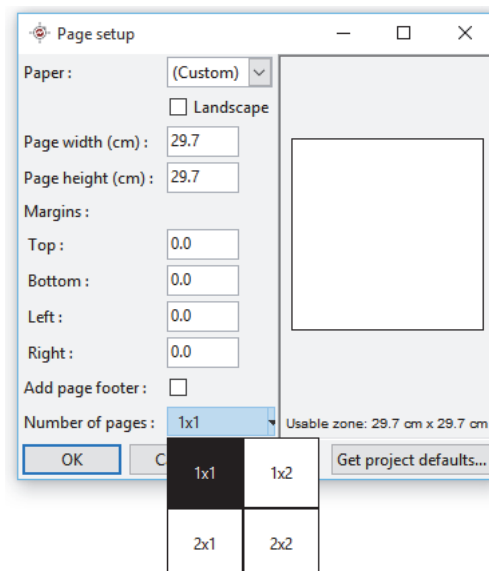 Page setup
Paper :
(Custom)
Landscape
Page width (cm) :
29.7
Page height (cm) :
29.7
Margins :
Top :
0.0
Bottom :
0.0
Left :
0.0
Right :
0.0
Add page footer :
Number of pages :
1x1
Usable zone: 29.7 cm x 29.7 cm
OK
C
Get project defaults...
1x1
1x2
2x1
2x2